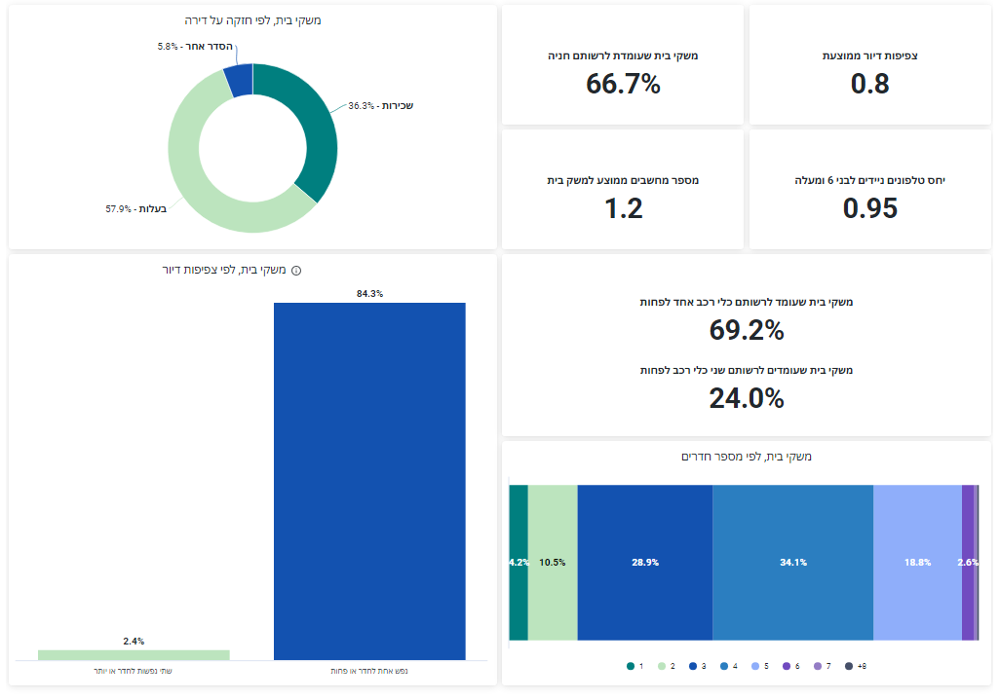 משקי בית, לפי חזקה על דירה
הסדר אחר - 5.8%
שכירות - 36.3%
בעלות - 57.9%
משקי בית שעומדת לרשותם חניה
66.7%
צפיפות דיור ממוצעת
0.8
מספר מחשבים ממוצע למשק בית
1.2
יחס טלפונים ניידים לבני 6 ומעלה
0.95
משקי בית, לפי צפיפות דיור
84.3%
2.4%
שתי נפשות לחדר או יותר
נפש אחת לחדר או פחות
משקי בית שעומד לרשותם כלי רכב אחד לפחות
69.2%
משקי בית שעומדים לרשותם שני כלי רכב לפחות
24.0%
משקי בית, לפי מספר חדרים
4.2% 10.5% 28.9% 34.1% 18.8% 2.6%
1 2 3 4 5 6 7 +8